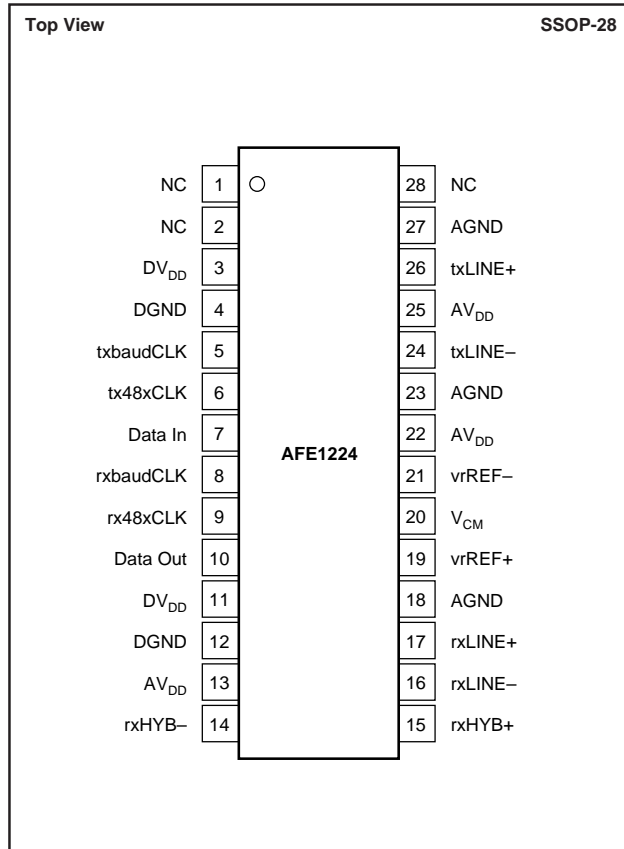 Top View SSOP-28
NC 1 28 NC
NC 2 27 AGND
DVDD 3 26 txLINE+
DGND 4 25 AVDD
txbaudCLK 5 24 txLINE–
tx48xCLK 6 23 AGND
Data In 7 22 AVDD
AFE1224
rxbaudCLK 8 21 vrREF–
rx48xCLK 9 20 VCM
Data Out 10 19 vrREF+
DVDD 11 18 AGND
DGND 12 17 rxLINE+
AVDD 13 16 rxLINE–
rxHYB– 14 15 rxHYB+